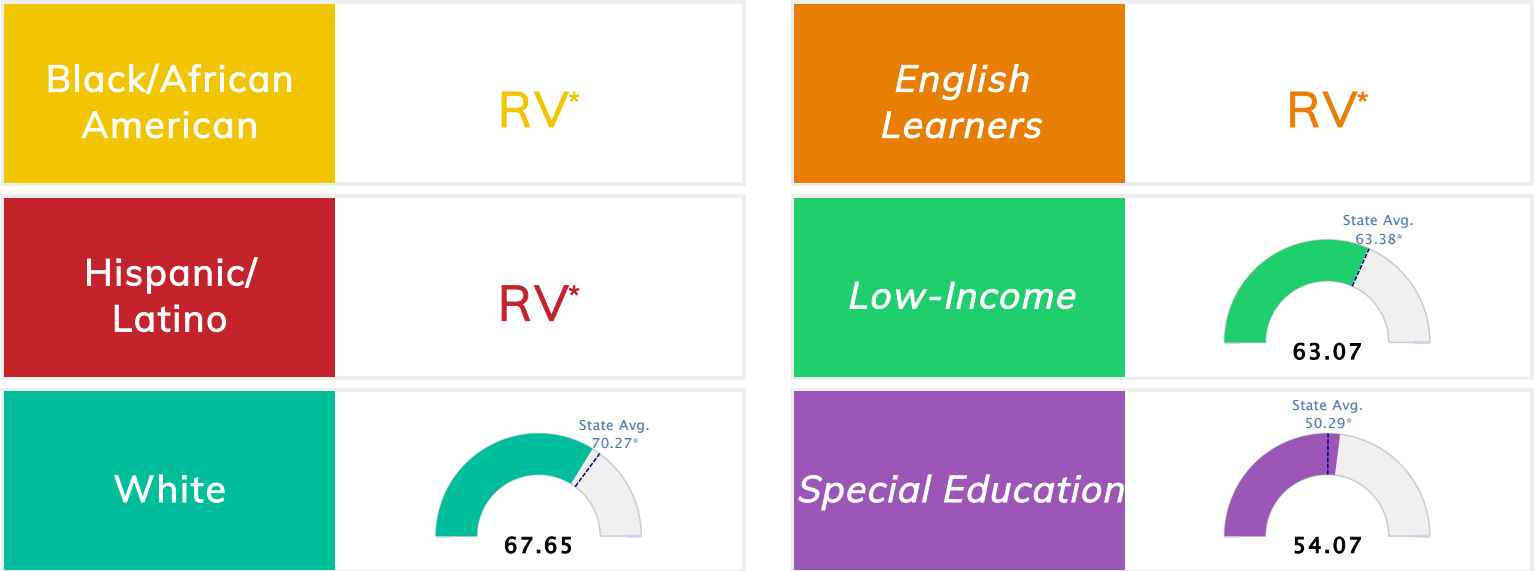 Black/African
American
RV*
English
Learners
RV*
Hispanic/
Latino
RV*
Low-Income
State Avg.
63.38*
63.07
White
State Avg.
70.27*
67.65
Special Education
State Avg.
50.29*
54.07